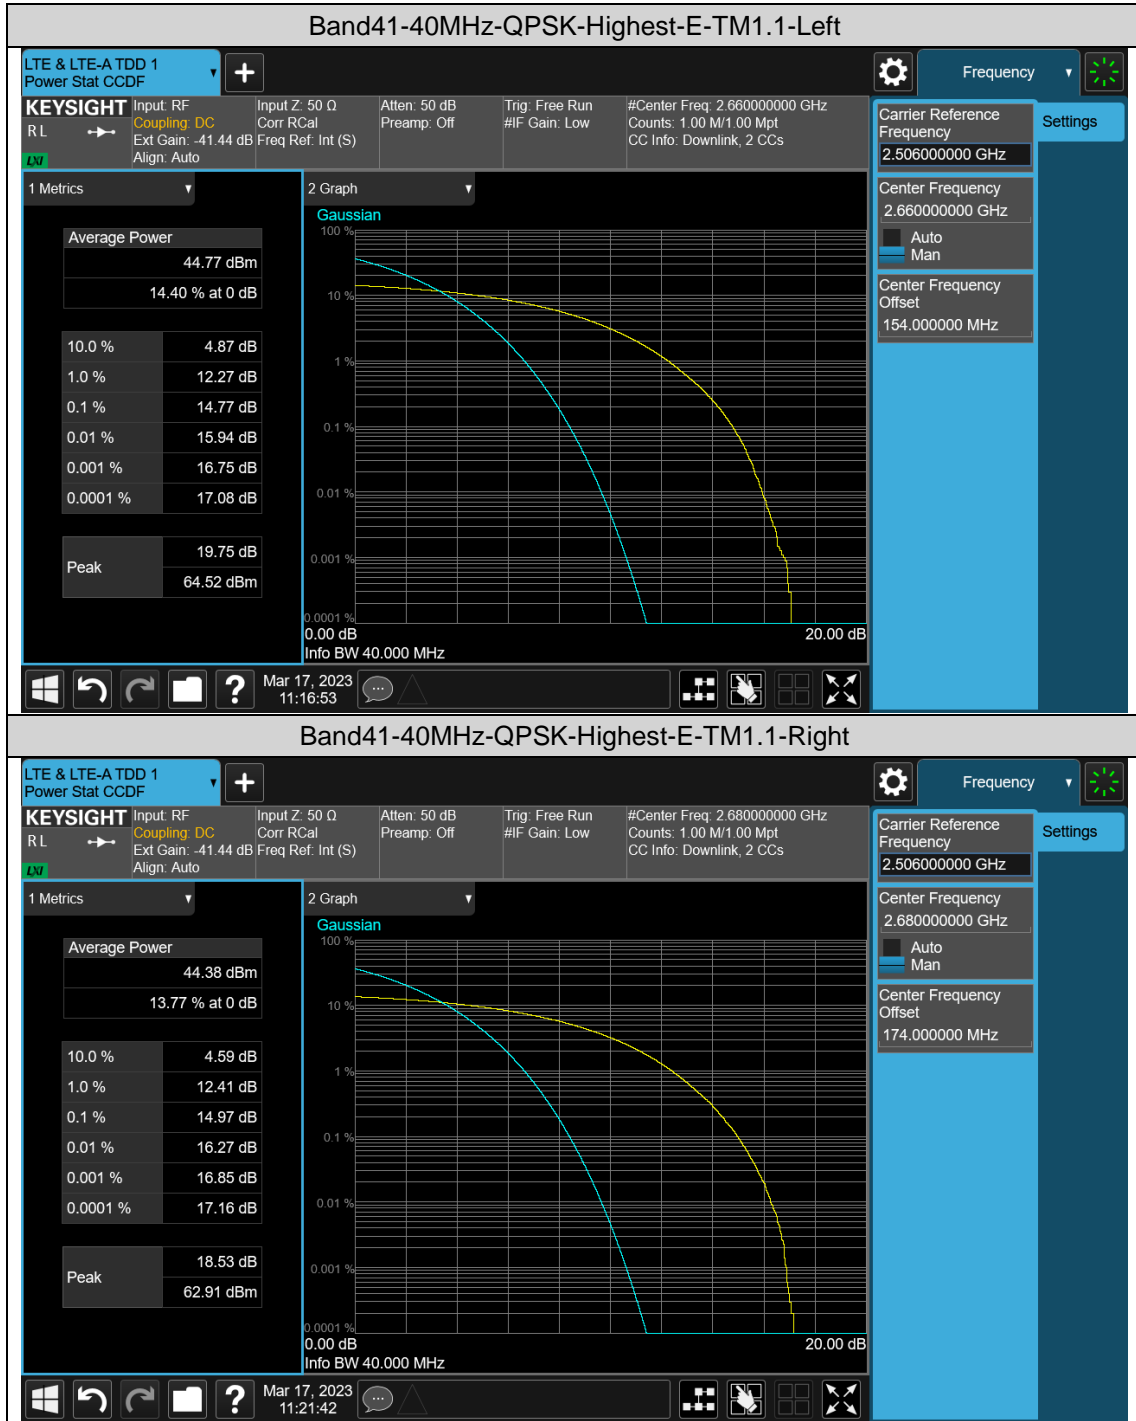 Band41-40MHz-QPSK-Highest-E-TM1.1-Left
LTE & LTE-A TDD 1
Power Stat CCDF
Frequency
KEYSIGHT
R L
LXI
Input: RF
Coupling: DC
Ext Gain: -41.44 dB
Align: Auto
Input Z: 50 Ω
Corr RCal
Freq Ref: Int (S)
Atten: 50 dB
Preamp: Off
Trig: Free Run
#IF Gain: Low
#Center Freq: 2.660000000 GHz
Counts: 1.00 M/1.00 Mpt
CC Info: Downlink, 2 CCs
Carrier Reference
Frequency
2.506000000 GHz
Settings
Center Frequency
2.660000000 GHz
Auto
Man
Center Frequency
Offset
154.000000 MHz
1 Metrics
Average Power
44.77 dBm
14.40 % at 0 dB
10.0 % 4.87 dB
1.0 % 12.27 dB
0.1 % 14.77 dB
0.01 % 15.94 dB
0.001 % 16.75 dB
0.0001 % 17.08 dB
Peak
19.75 dB
64.52 dBm
2 Graph
Gaussian
100 %
10 %
1 %
0.1 %
0.01 %
0.001 %
0.0001 %
0.00 dB
20.00 dB
Info BW 40.000 MHz
?
Mar 17, 2023
11:16:53
Band41-40MHz-QPSK-Highest-E-TM1.1-Right
LTE & LTE-A TDD 1
Power Stat CCDF
Frequency
KEYSIGHT
R L
LXI
Input: RF
Coupling: DC
Ext Gain: -41.44 dB
Align: Auto
Input Z: 50 Ω
Corr RCal
Freq Ref: Int (S)
Atten: 50 dB
Preamp: Off
Trig: Free Run
#IF Gain: Low
#Center Freq: 2.680000000 GHz
Counts: 1.00 M/1.00 Mpt
CC Info: Downlink, 2 CCs
Carrier Reference
Frequency
2.506000000 GHz
Settings
Center Frequency
2.680000000 GHz
Auto
Man
Center Frequency
Offset
174.000000 MHz
1 Metrics
Average Power
44.38 dBm
13.77 % at 0 dB
10.0 % 4.59 dB
1.0 % 12.41 dB
0.1 % 14.97 dB
0.01 % 16.27 dB
0.001 % 16.85 dB
0.0001 % 17.16 dB
Peak
18.53 dB
62.91 dBm
2 Graph
Gaussian
100 %
10 %
1 %
0.1 %
0.01 %
0.001 %
0.0001 %
0.00 dB
20.00 dB
Info BW 40.000 MHz
?
Mar 17, 2023
11:21:42